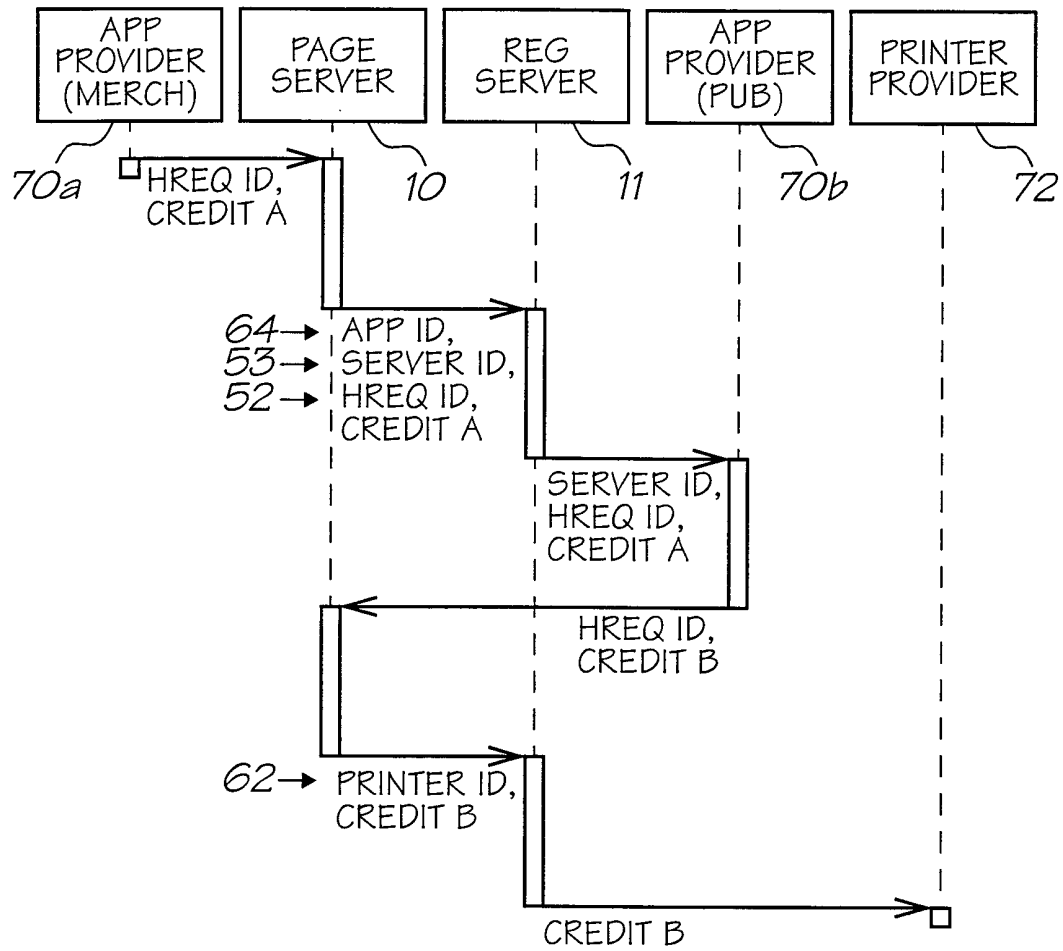 APP
PROVIDER
(MERCH)
PAGE
SERVER
REG
SERVER
APP
PROVIDER
(PUB)
PRINTER
PROVIDER
70a
10
11
70b
72
HREQ ID,
CREDIT A
64
APP ID,
53
SERVER ID,
52
HREQ ID,
CREDIT A
SERVER ID,
HREQ ID,
CREDIT A
HREQ ID,
CREDIT B
62
PRINTER ID,
CREDIT B
CREDIT B